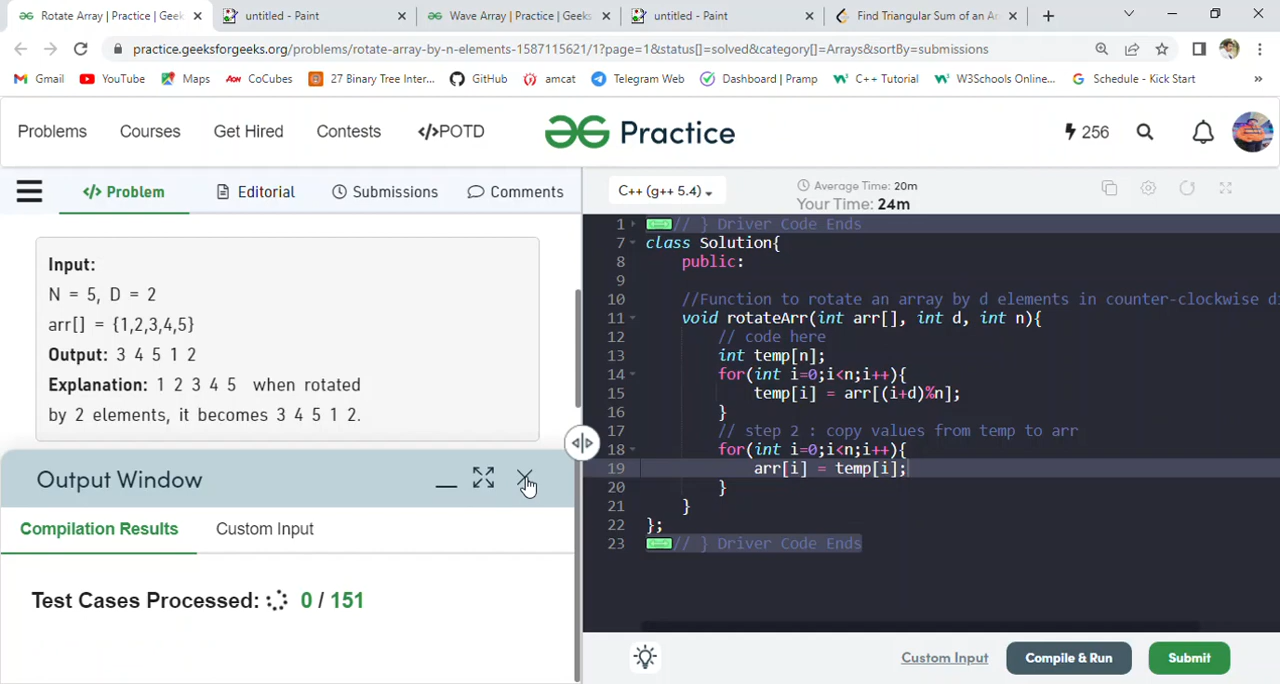 Rotate Array | Practice | Geek
untitled - Paint
Wave Array | Practice | Geeks
untitled - Paint
Find Triangular Sum of an Ar
practice.geeksforgeeks.org/problems/rotate-array-by-n-elements-1587115621/1?page=1&status[]=solved&category[]=Arrays&sortBy=submissions
Gmail
YouTube
Maps
CoCubes
27 Binary Tree Inter...
GitHub
amcat
Telegram Web
Dashboard | Pramp
C++ Tutorial
W3Schools Online...
Schedule - Kick Start
»
Problems
Courses
Get Hired
Contests
</>POTD
Practice
256
</> Problem
Editorial
Submissions
Comments
C++ (g++ 5.4)
Average Time: 20m
Your Time: 24m
Input:
N = 5, D = 2
arr[] = {1,2,3,4,5}
Output: 3 4 5 1 2
Explanation: 1 2 3 4 5 when rotated
by 2 elements, it becomes 3 4 5 1 2.
Output Window
Compilation Results
Custom Input
Test Cases Processed: 0 / 151
1 // } Driver Code Ends
7 class Solution{
8 public:
9
10 //Function to rotate an array by d elements in counter-clockwise d
11 void rotateArr(int arr[], int d, int n){
12 // code here
13 int temp[n];
14 for(int i=0;i<n;i++){
15 temp[i] = arr[(i+d)%n];
16 }
17 // step 2 : copy values from temp to arr
18 for(int i=0;i<n;i++){
19 arr[i] = temp[i];
20 }
21 }
22 };
23 // } Driver Code Ends
Custom Input
Compile & Run
Submit